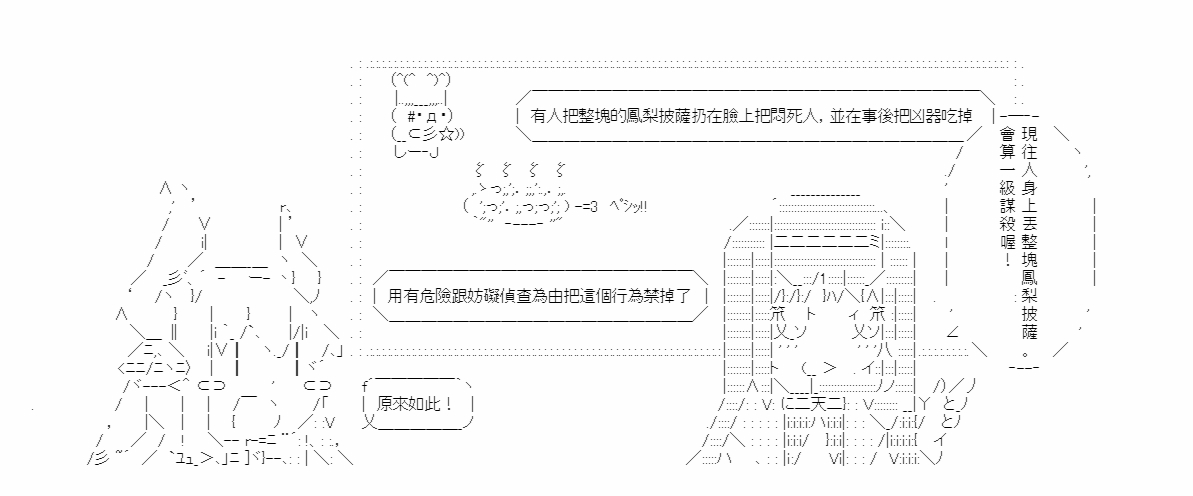 有人把整塊的鳳梨披薩扔在臉上把悶死人，並在事後把凶器吃掉
現往人身上丟整塊鳳梨披薩。
會算一級謀殺喔！
-=3 ﾍﾟｼｯ!!
用有危險跟妨礙偵查為由把這個行為禁掉了
原來如此！